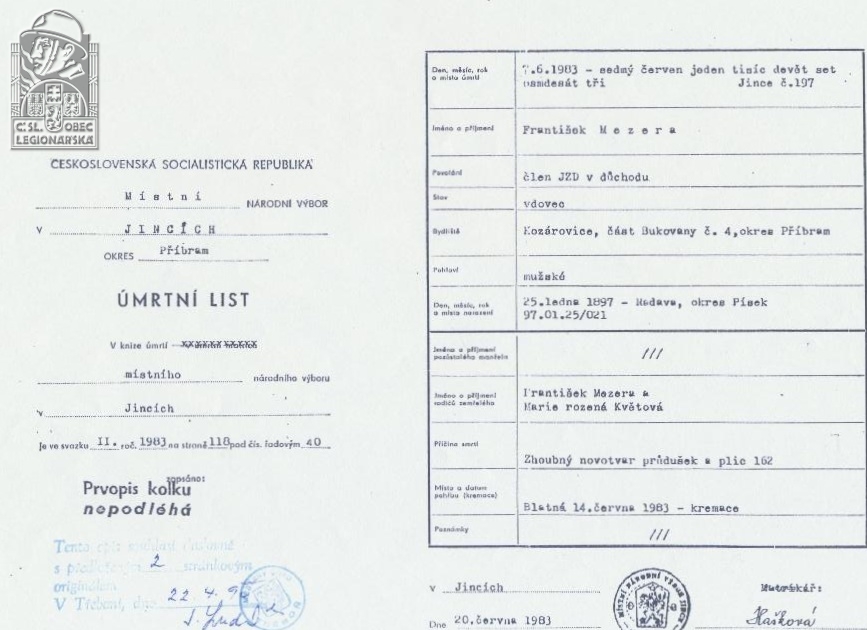 Č.SL. OBEC
LEGIONÁŘSKÁ
ČESKOSLOVENSKÁ SOCIALISTICKÁ REPUBLIKA
Místní NÁRODNÍ VÝBOR
V JINCÍCH
OKRES Příbram
ÚMRTNÍ LIST
V knize úmrtí
místního národního výboru
v Jincích
je ve svazku II. roč. 1983 na straně 118 pod čís. řadovým 40
zapsáno:
Prvopis kolku
nepodléhá
Tento opis souhlasí
s předloženým 2 stránkovým
originálem
V Třebeni, dne 22. 4.
Den, měsíc, rok
a místo úmrtí
7.6.1983 - sedmý červen jeden tisíc devět set
osmdesát tři Jince č.197
Jméno a příjmení
František Mezera
Povolání
člen JZD v důchodu
Stav
vdovec
Bydliště
Kozárovice, část Bukovany č. 4,okres Příbram
Pohlaví
mužské
Den, měsíc, rok
a místo narození
25.ledna 1897 - Nedava, okres Písek
97.01.25/021
Jméno a příjmení
pozůstalého manžela
///
Jméno a příjmení
rodičů zemřelého
František Mezera a
Marie rozená Květová
Příčina smrti
Zhoubný novotvar průdušek a plic 162
Místo a datum
pohřbu (kremace)
Blatná 14.června 1983 - kremace
Poznámky
///
V Jincích
Dne 20.června 1983
MÍSTNÍ NÁRODNÍ VÝBOR
Matrikář:
Hašková